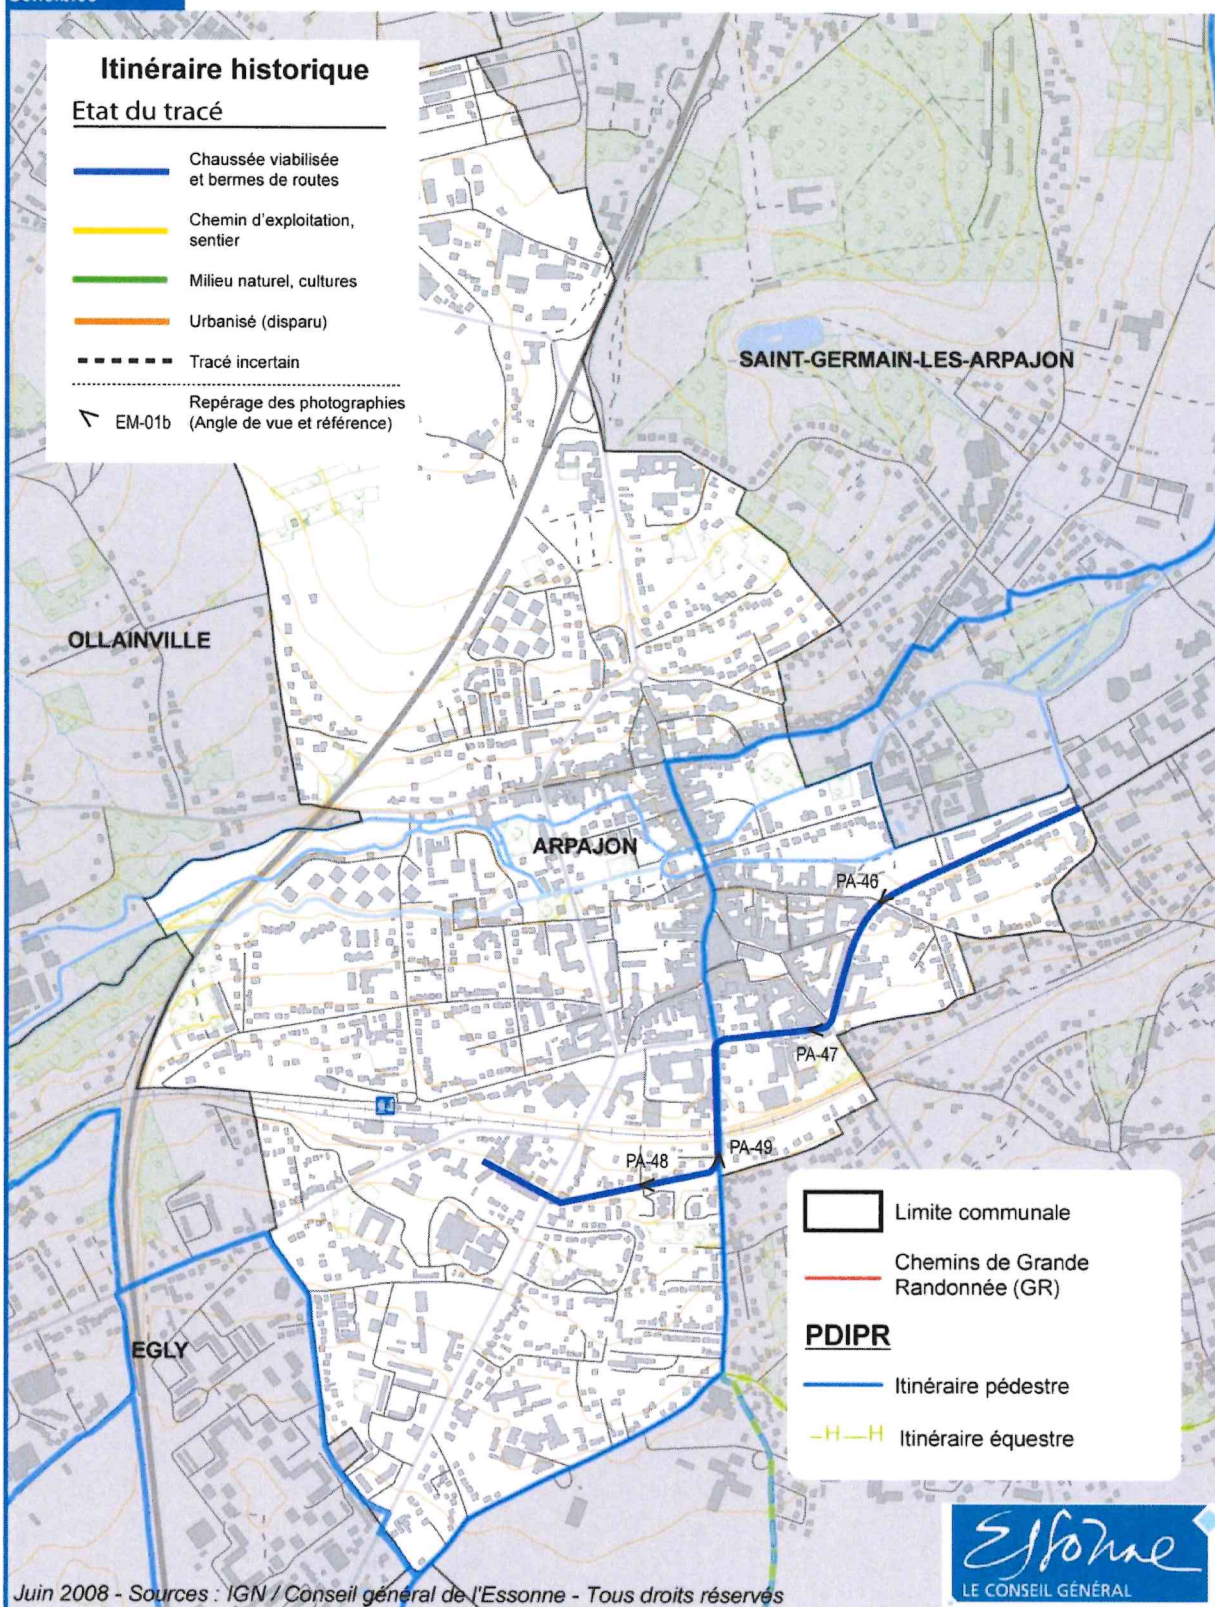 Itinéraire historique
Etat du tracé
Chaussée viabilisée
et bermes de routes
Chemin d'exploitation,
sentier
Milieu naturel, cultures
Urbanisé (disparu)
Tracé incertain
EM-01b
Repérage des photographies
(Angle de vue et référence)
SAINT-GERMAIN-LES-ARPAJON
OLLAINVILLE
ARPAJON
PA-46
PA-47
PA-49
PA-48
EGLY
Limite communale
Chemins de Grande
Randonnée (GR)
PDIPR
Itinéraire pédestre
-H—H Itinéraire équestre
Essonne
LE CONSEIL GÉNÉRAL
Juin 2008 - Sources : IGN / Conseil général de l'Essonne - Tous droits réservés